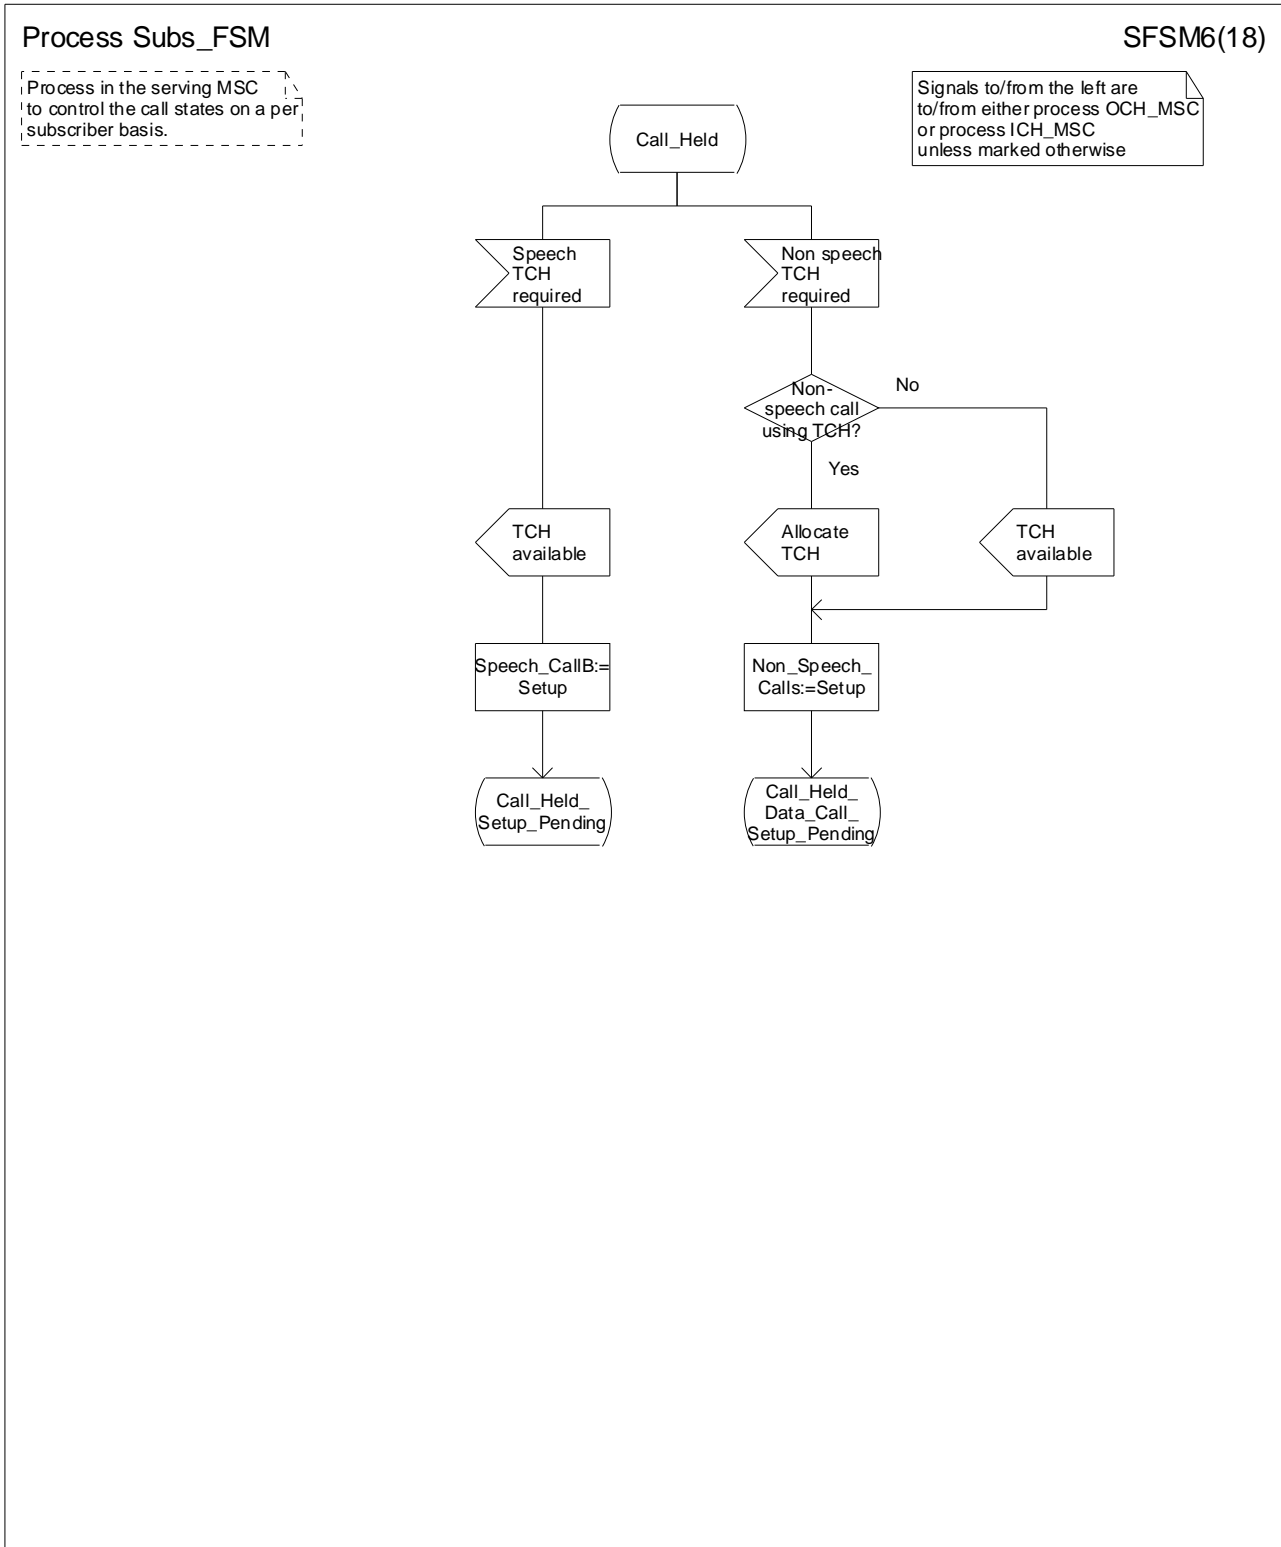 Process Subs_FSM
SFSM6(18)
Process in the serving MSC
to control the call states on a per
subscriber basis.
Signals to/from the left are
to/from either process OCH_MSC
or process ICH_MSC
unless marked otherwise
Call_Held
Speech
TCH
required
Non speech
TCH
required
Non-
speech call
using TCH?
No
Yes
TCH
available
Allocate
TCH
TCH
available
Speech_CallB:=
Setup
Non_Speech_
Calls:=Setup
Call_Held_
Setup_Pending
Call_Held_
Data_Call_
Setup_Pending